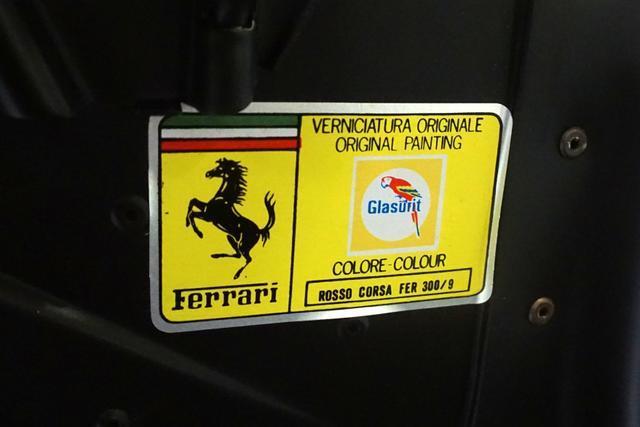 VERNICIATURA ORIGINALE
ORIGINAL PAINTING
Glasurit
COLORE-COLOUR
ROSSO CORSA FER 300/9
Ferrari